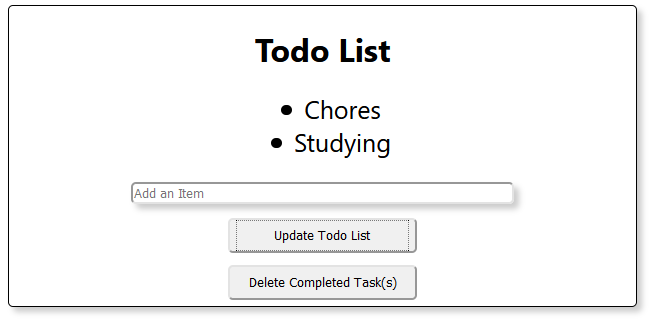 Todo List
Chores
Studying
Add an Item
Update Todo List
Delete Completed Task(s)